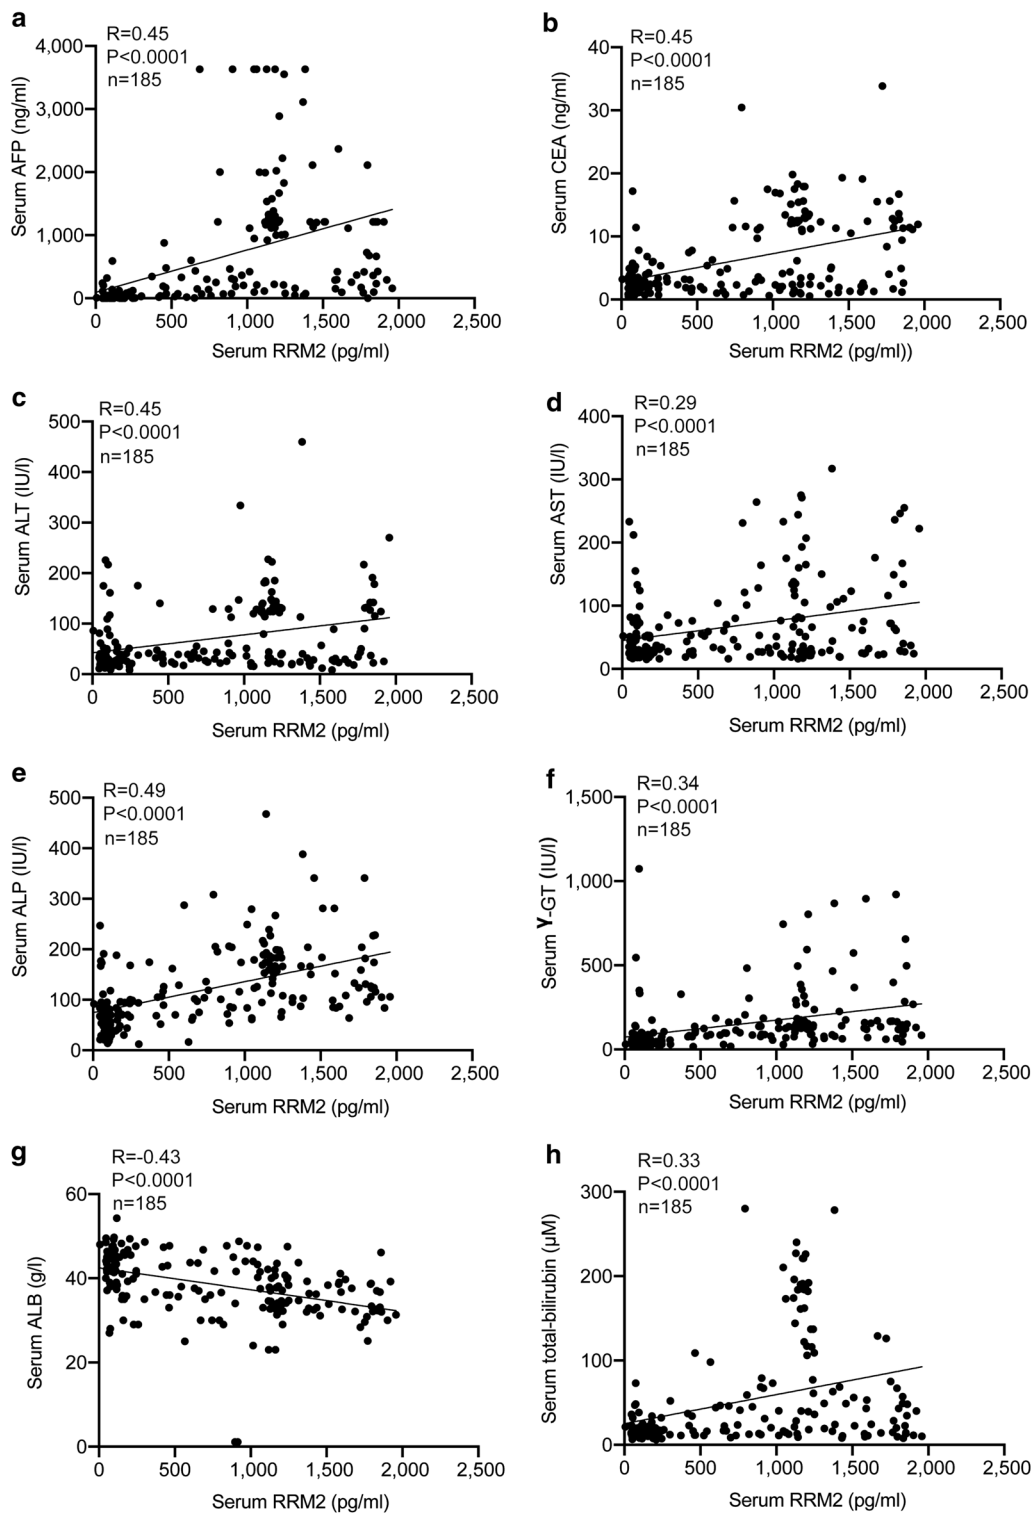 a
R=0.45
P<0.0001
n=185
Serum AFP (ng/ml)
4,000
3,000
2,000
1,000
0
0 500 1,000 1,500 2,000 2,500
Serum RRM2 (pg/ml)
b
R=0.45
P<0.0001
n=185
Serum CEA (ng/ml)
40
30
20
10
0
0 500 1,000 1,500 2,000 2,500
Serum RRM2 (pg/ml))
c
R=0.45
P<0.0001
n=185
Serum ALT (IU/l)
500
400
300
200
100
0
0 500 1,000 1,500 2,000 2,500
Serum RRM2 (pg/ml)
d
R=0.29
P<0.0001
n=185
Serum AST (IU/l)
400
300
200
100
0
0 500 1,000 1,500 2,000 2,500
Serum RRM2 (pg/ml)
e
R=0.49
P<0.0001
n=185
Serum ALP (IU/l)
500
400
300
200
100
0
0 500 1,000 1,500 2,000 2,500
Serum RRM2 (pg/ml)
f
R=0.34
P<0.0001
n=185
Serum γ-GT (IU/l)
1,500
1,000
500
0
0 500 1,000 1,500 2,000 2,500
Serum RRM2 (pg/ml)
g
R=-0.43
P<0.0001
n=185
Serum ALB (g/l)
60
40
20
0
0 500 1,000 1,500 2,000 2,500
Serum RRM2 (pg/ml)
h
R=0.33
P<0.0001
n=185
Serum total-bilirubin (μM)
300
200
100
0
0 500 1,000 1,500 2,000 2,500
Serum RRM2 (pg/ml)